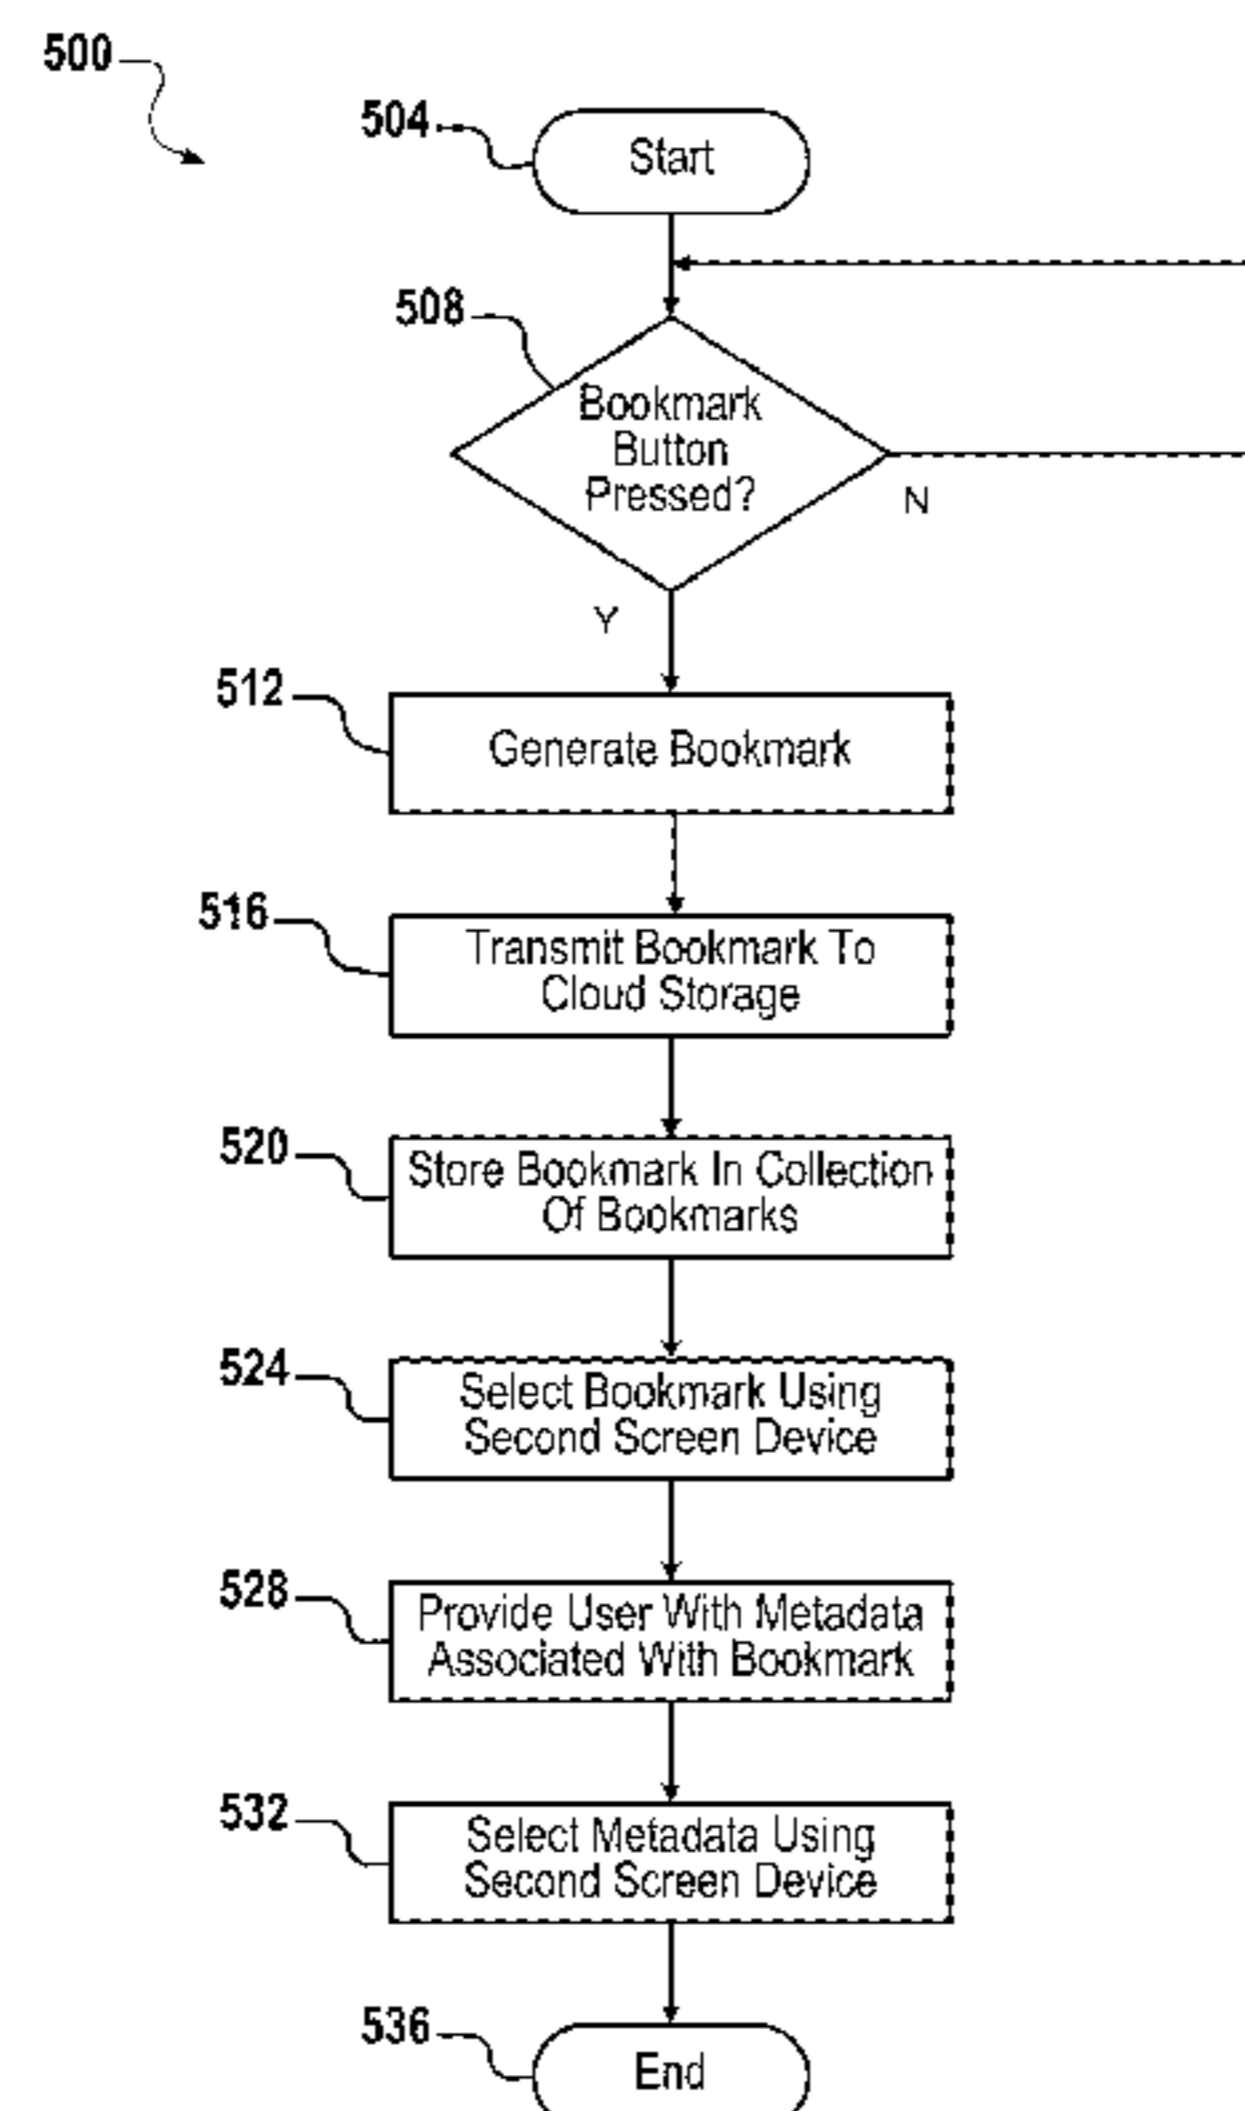 500
504
Start
508
Bookmark
Button
Pressed?
N
Y
512
Generate Bookmark
516
Transmit Bookmark To
Cloud Storage
520
Store Bookmark In Collection
Of Bookmarks
524
Select Bookmark Using
Second Screen Device
528
Provide User With Metadata
Associated With Bookmark
532
Select Metadata Using
Second Screen Device
536
End